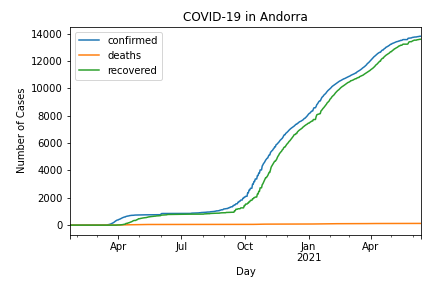 COVID-19 in Andorra
confirmed
deaths
recovered
Number of Cases
14000
12000
10000
8000
6000
4000
2000
0
Apr
Jul
Oct
Jan
2021
Apr
Day